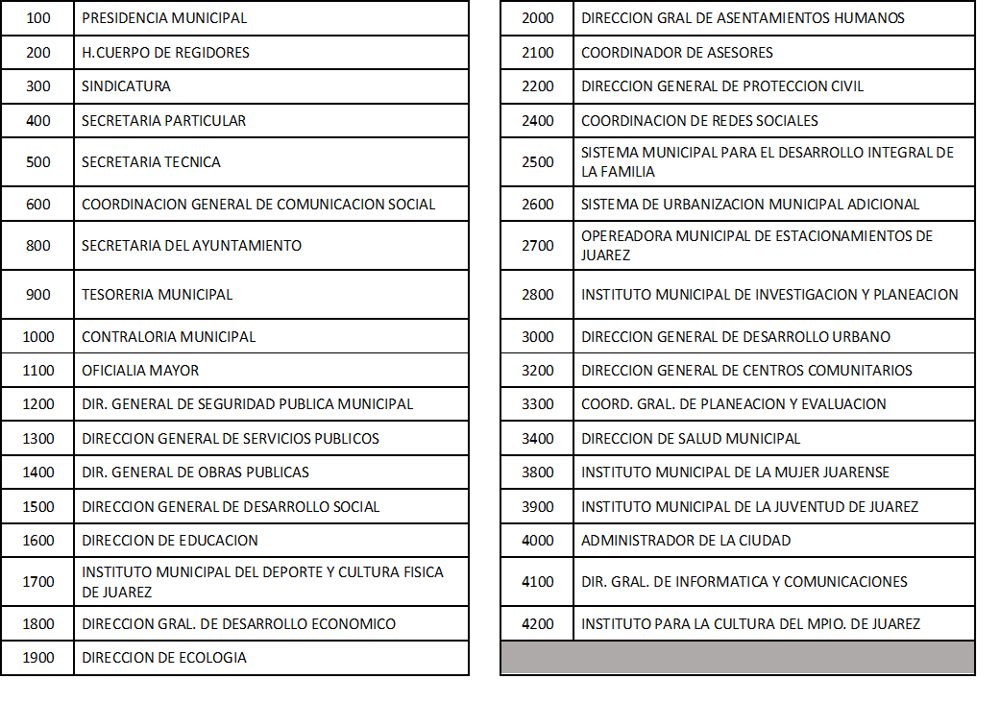 100 PRESIDENCIA MUNICIPAL
200 H.CUERPO DE REGIDORES
300 SINDICATURA
400 SECRETARIA PARTICULAR
500 SECRETARIA TECNICA
600 COORDINACION GENERAL DE COMUNICACION SOCIAL
800 SECRETARIA DEL AYUNTAMIENTO
900 TESORERIA MUNICIPAL
1000 CONTRALORIA MUNICIPAL
1100 OFICIALIA MAYOR
1200 DIR. GENERAL DE SEGURIDAD PUBLICA MUNICIPAL
1300 DIRECCION GENERAL DE SERVICIOS PUBLICOS
1400 DIR. GENERAL DE OBRAS PUBLICAS
1500 DIRECCION GENERAL DE DESARROLLO SOCIAL
1600 DIRECCION DE EDUCACION
1700 INSTITUTO MUNICIPAL DEL DEPORTE Y CULTURA FISICA
DE JUAREZ
1800 DIRECCION GRAL. DE DESARROLLO ECONOMICO
1900 DIRECCION DE ECOLOGIA
2000 DIRECCION GRAL DE ASENTAMIENTOS HUMANOS
2100 COORDINADOR DE ASESORES
2200 DIRECCION GENERAL DE PROTECCION CIVIL
2400 COORDINACION DE REDES SOCIALES
2500 SISTEMA MUNICIPAL PARA EL DESARROLLO INTEGRAL DE
LA FAMILIA
2600 SISTEMA DE URBANIZACION MUNICIPAL ADICIONAL
2700 OPEREADORA MUNICIPAL DE ESTACIONAMIENTOS DE
JUAREZ
2800 INSTITUTO MUNICIPAL DE INVESTIGACION Y PLANEACION
3000 DIRECCION GENERAL DE DESARROLLO URBANO
3200 DIRECCION GENERAL DE CENTROS COMUNITARIOS
3300 COORD. GRAL. DE PLANEACION Y EVALUACION
3400 DIRECCION DE SALUD MUNICIPAL
3800 INSTITUTO MUNICIPAL DE LA MUJER JUARENSE
3900 INSTITUTO MUNICIPAL DE LA JUVENTUD DE JUAREZ
4000 ADMINISTRADOR DE LA CIUDAD
4100 DIR. GRAL. DE INFORMATICA Y COMUNICACIONES
4200 INSTITUTO PARA LA CULTURA DEL MPIO. DE JUAREZ